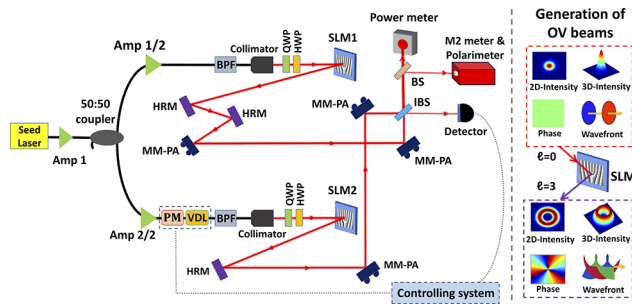 Power meter
Generation of
OV beams
Amp 1/2
BPF
Collimator
QWP
HWP
SLM1
BS
M2 meter &
Polarimeter
2D-Intensity
3D-Intensity
50:50
coupler
HRM
HRM
MM-PA
IBS
Detector
Phase
Wavefront
Seed
Laser
Amp 1
MM-PA
MM-PA
ℓ=0
SLM
ℓ=3
SLM2
QWP
HWP
PM
VDL
BPF
Amp 2/2
Collimator
HRM
MM-PA
Controlling system
2D-Intensity
3D-Intensity
Phase
Wavefront